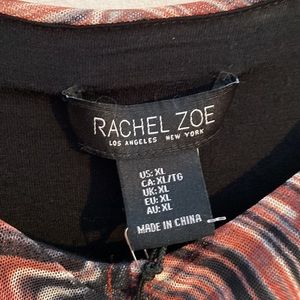 RACHEL ZOE
LOS ANGELES NEW YORK
US: XL
CA: XL/TG
UK: XL
EU: XL
AU: XL
MADE IN CHINA